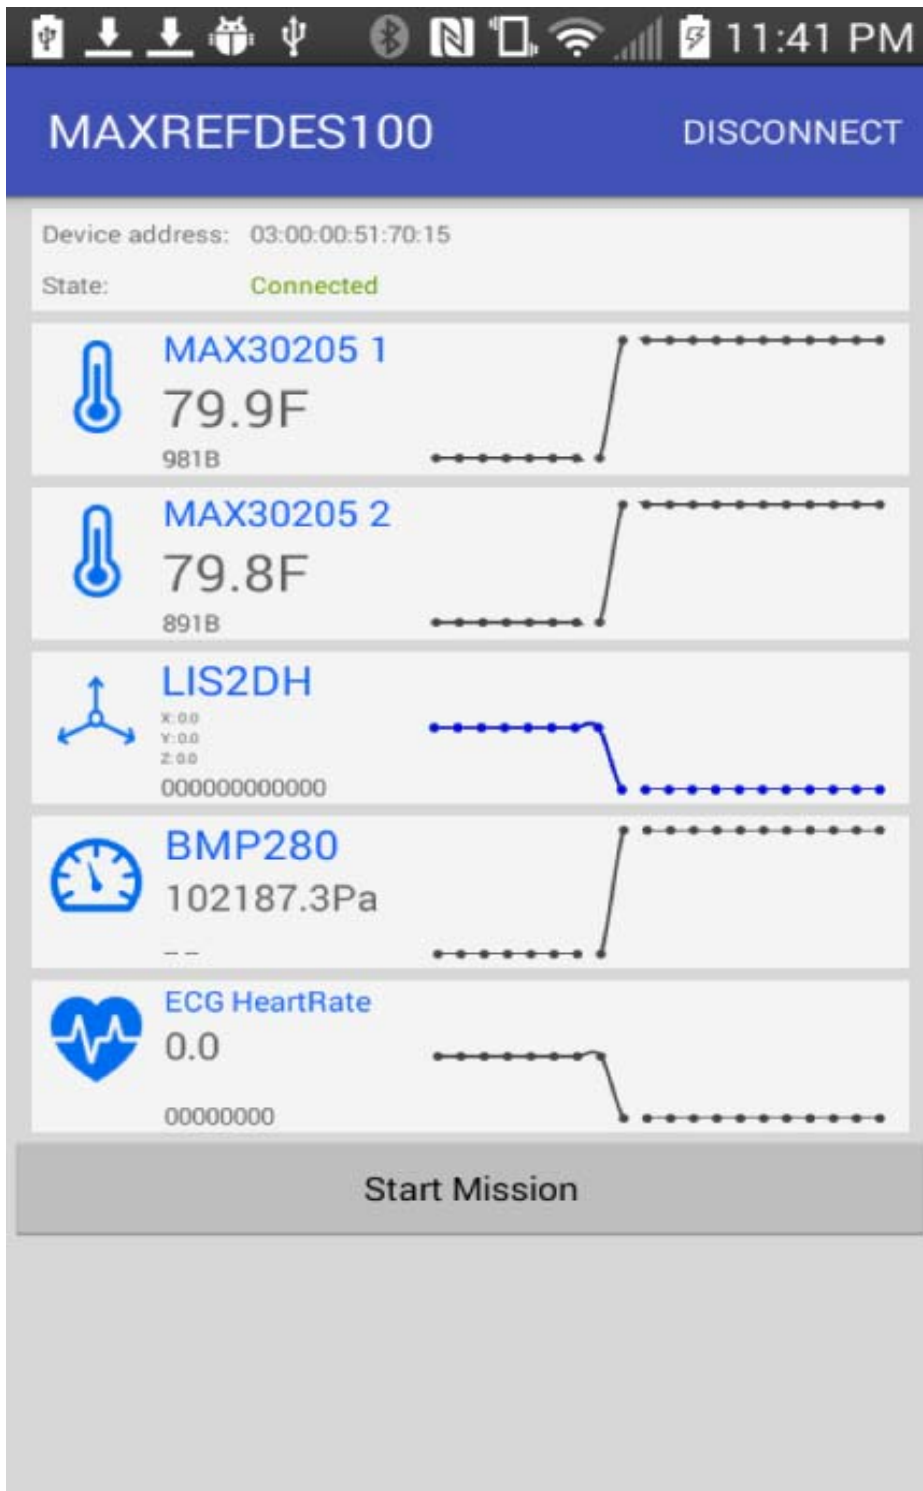 11:41 PM
MAXREFDES100 DISCONNECT
Device address: 03:00:00:51:70:15
State: Connected
MAX30205 1
79.9F
981B
MAX30205 2
79.8F
891B
LIS2DH
X: 0.0
Y: 0.0
Z: 0.0
000000000000
BMP280
102187.3Pa
– –
ECG HeartRate
0.0
00000000
Start Mission